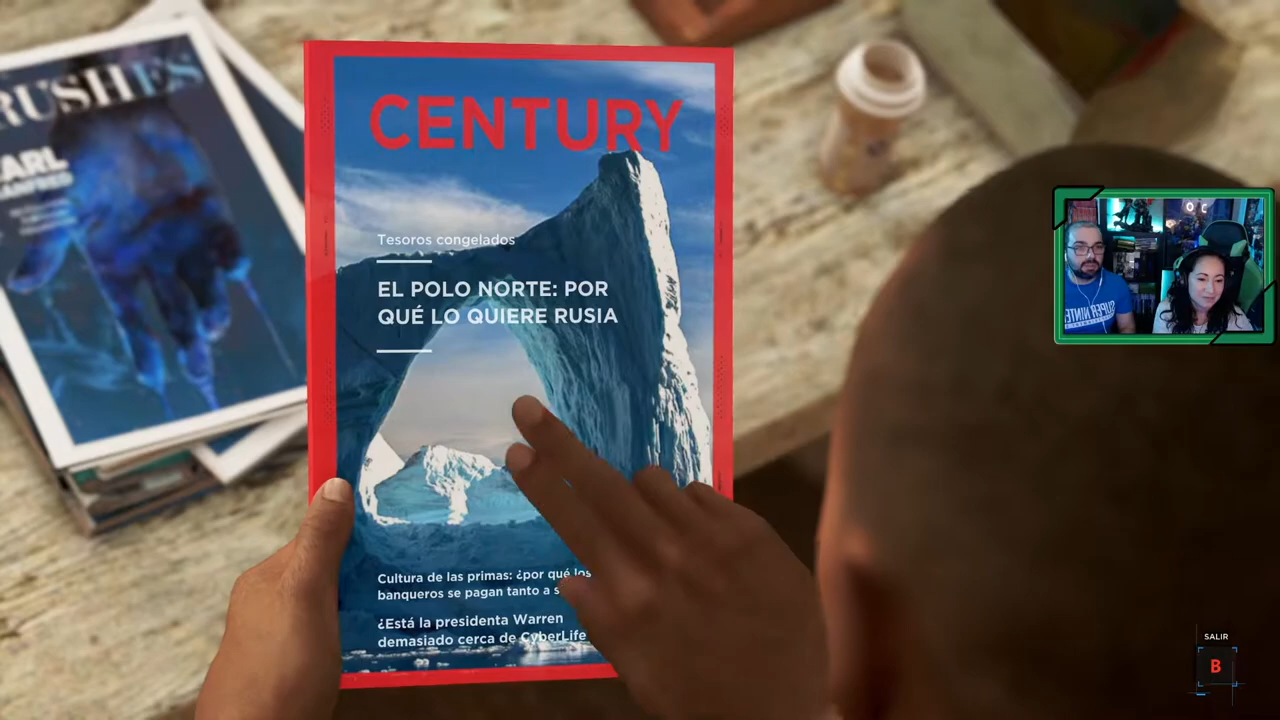 RUSHES
CENTURY
Tesoros congelados
EL POLO NORTE: POR
QUÉ LO QUIERE RUSIA
Cultura de las primas: ¿por qué los
banqueros se pagan tanto a
¿Está la presidenta Warren
demasiado cerca de CyberLife
SALIR
B